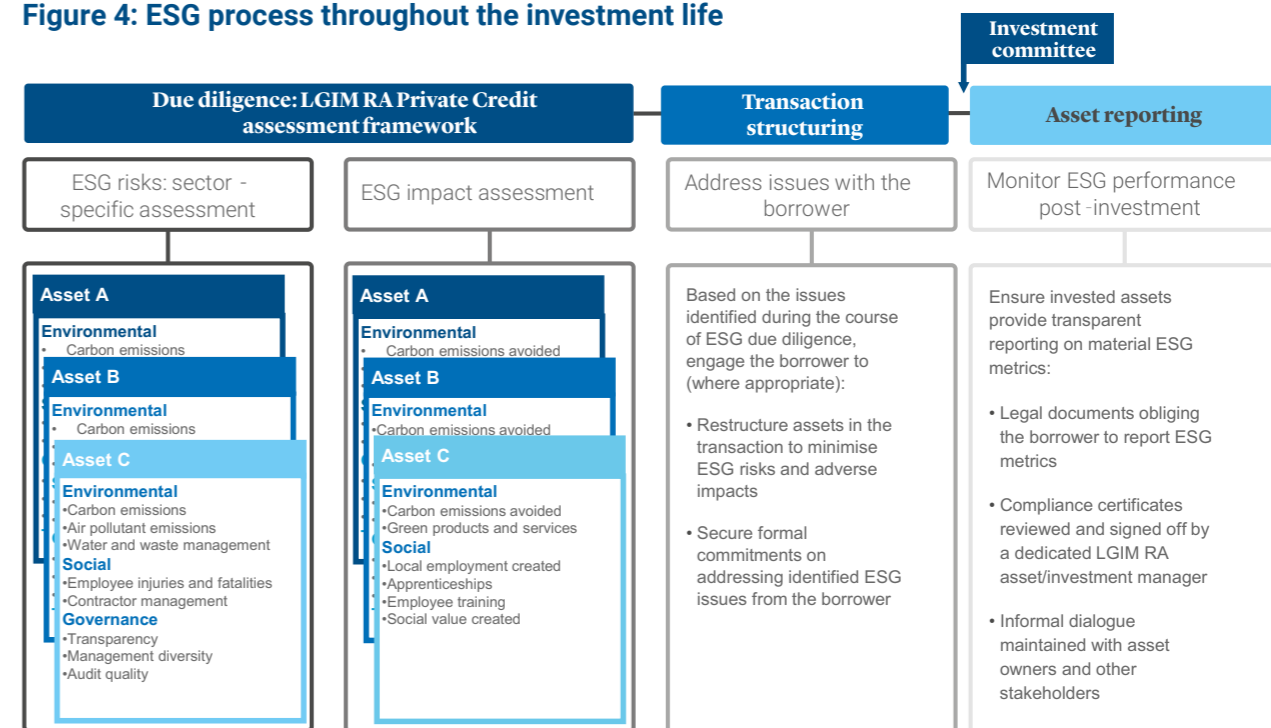 Figure 4: ESG process throughout the investment life
Investment
committee
Due diligence: LGIM RA Private Credit
assessment framework
Transaction
structuring
Asset reporting
ESG risks: sector -
specific assessment
ESG impact assessment
Address issues with the
borrower
Monitor ESG performance
post -investment
Asset A
Environmental
• Carbon emissions
Asset B
Environmental
• Carbon emissions
Asset C
Environmental
•Carbon emissions
•Air pollutant emissions
•Water and waste management
Social
•Employee injuries and fatalities
•Contractor management
Governance
•Transparency
•Management diversity
•Audit quality
Asset A
Environmental
• Carbon emissions avoided
Asset B
Environmental
•Carbon emissions avoided
Asset C
Environmental
•Carbon emissions avoided
•Green products and services
Social
•Local employment created
•Apprenticeships
•Employee training
•Social value created
Based on the issues
identified during the course
of ESG due diligence,
engage the borrower to
(where appropriate):
• Restructure assets in the
transaction to minimise
ESG risks and adverse
impacts
• Secure formal
commitments on
addressing identified ESG
issues from the borrower
Ensure invested assets
provide transparent
reporting on material ESG
metrics:
• Legal documents obliging
the borrower to report ESG
metrics
• Compliance certificates
reviewed and signed off by
a dedicated LGIM RA
asset/investment manager
• Informal dialogue
maintained with asset
owners and other
stakeholders